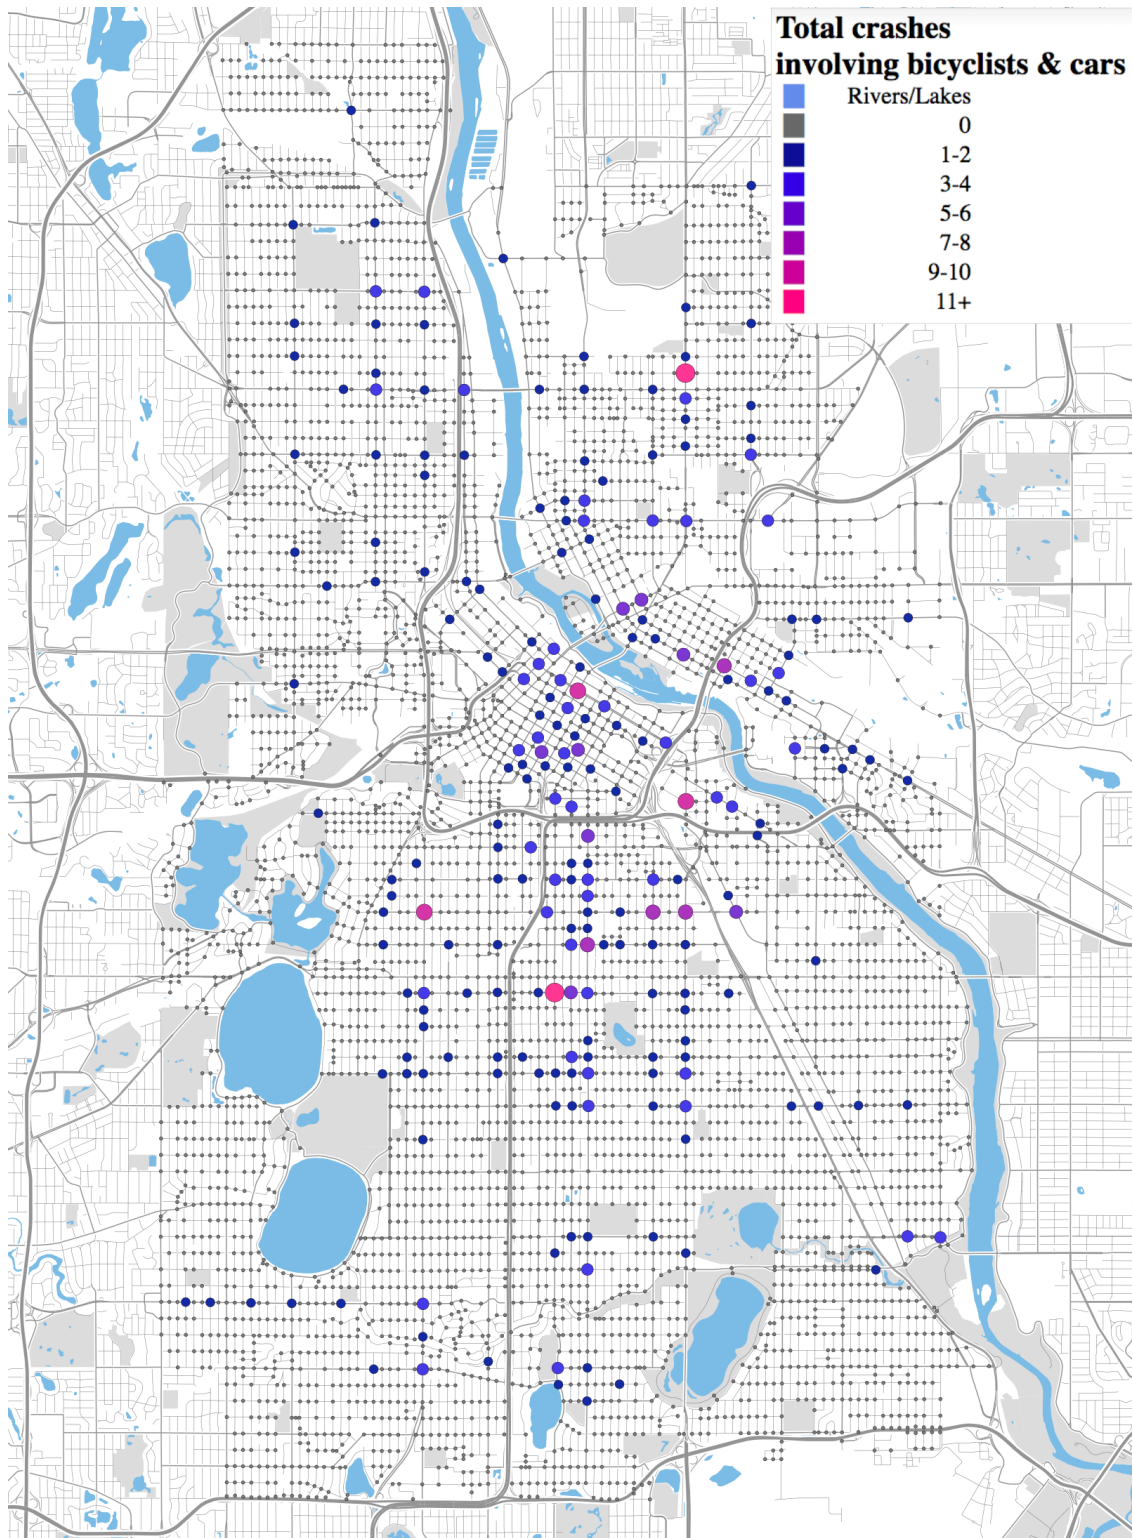 Total crashes
involving bicyclists & cars
Rivers/Lakes
0
1-2
3-4
5-6
7-8
9-10
11+